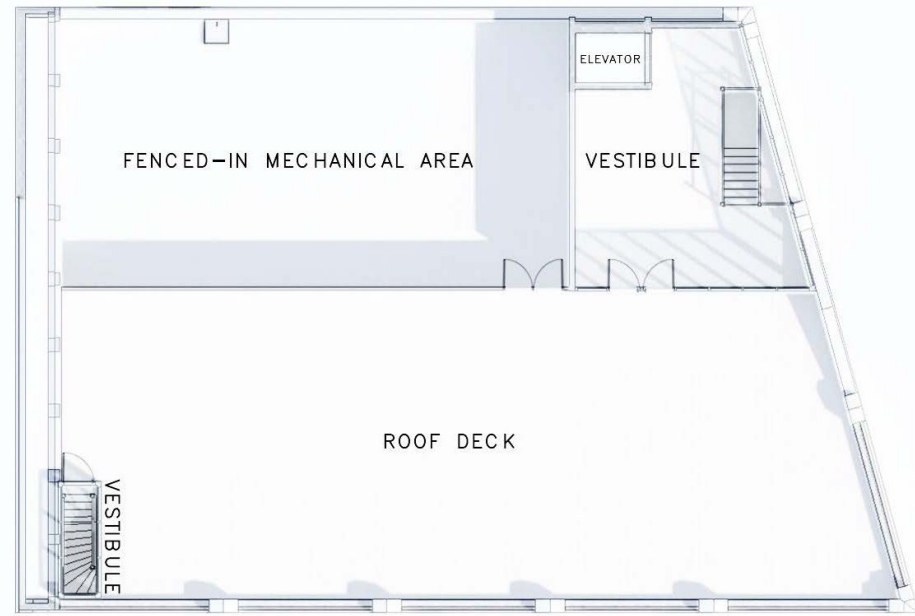 ELEVATOR
FENCED-IN MECHANICAL AREA
VESTIBULE
ROOF DECK
VESTIBULE